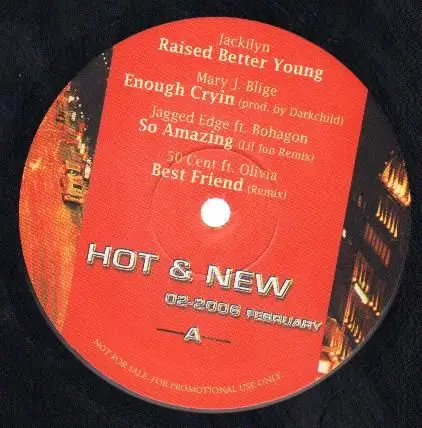 Jackilyn
Raised Better Young
Mary J. Blige
Enough Cryin (prod. by Darkchild)
Jagged Edge ft. Bohagon
So Amazing (Lil Jon Remix)
50 Cent ft. Olivia
Best Friend (Remix)
HOT & NEW
02-2006 FEBRUARY
—A—
NOT FOR SALE. FOR PROMOTIONAL USE ONLY.